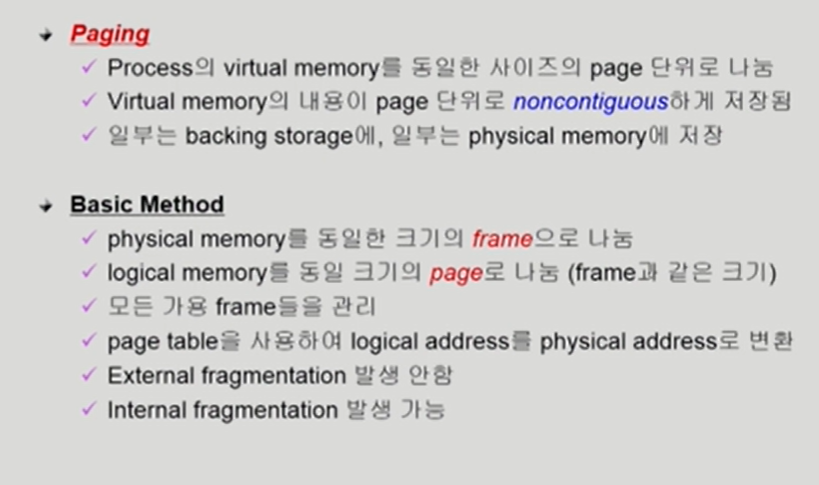 Paging
Process의 virtual memory를 동일한 사이즈의 page 단위로 나눔
Virtual memory의 내용이 page 단위로 noncontiguous하게 저장됨
일부는 backing storage에, 일부는 physical memory에 저장
Basic Method
physical memory를 동일한 크기의 frame으로 나눔
logical memory를 동일 크기의 page로 나눔 (frame과 같은 크기)
모든 가용 frame들을 관리
page table을 사용하여 logical address를 physical address로 변환
External fragmentation 발생 안함
Internal fragmentation 발생 가능